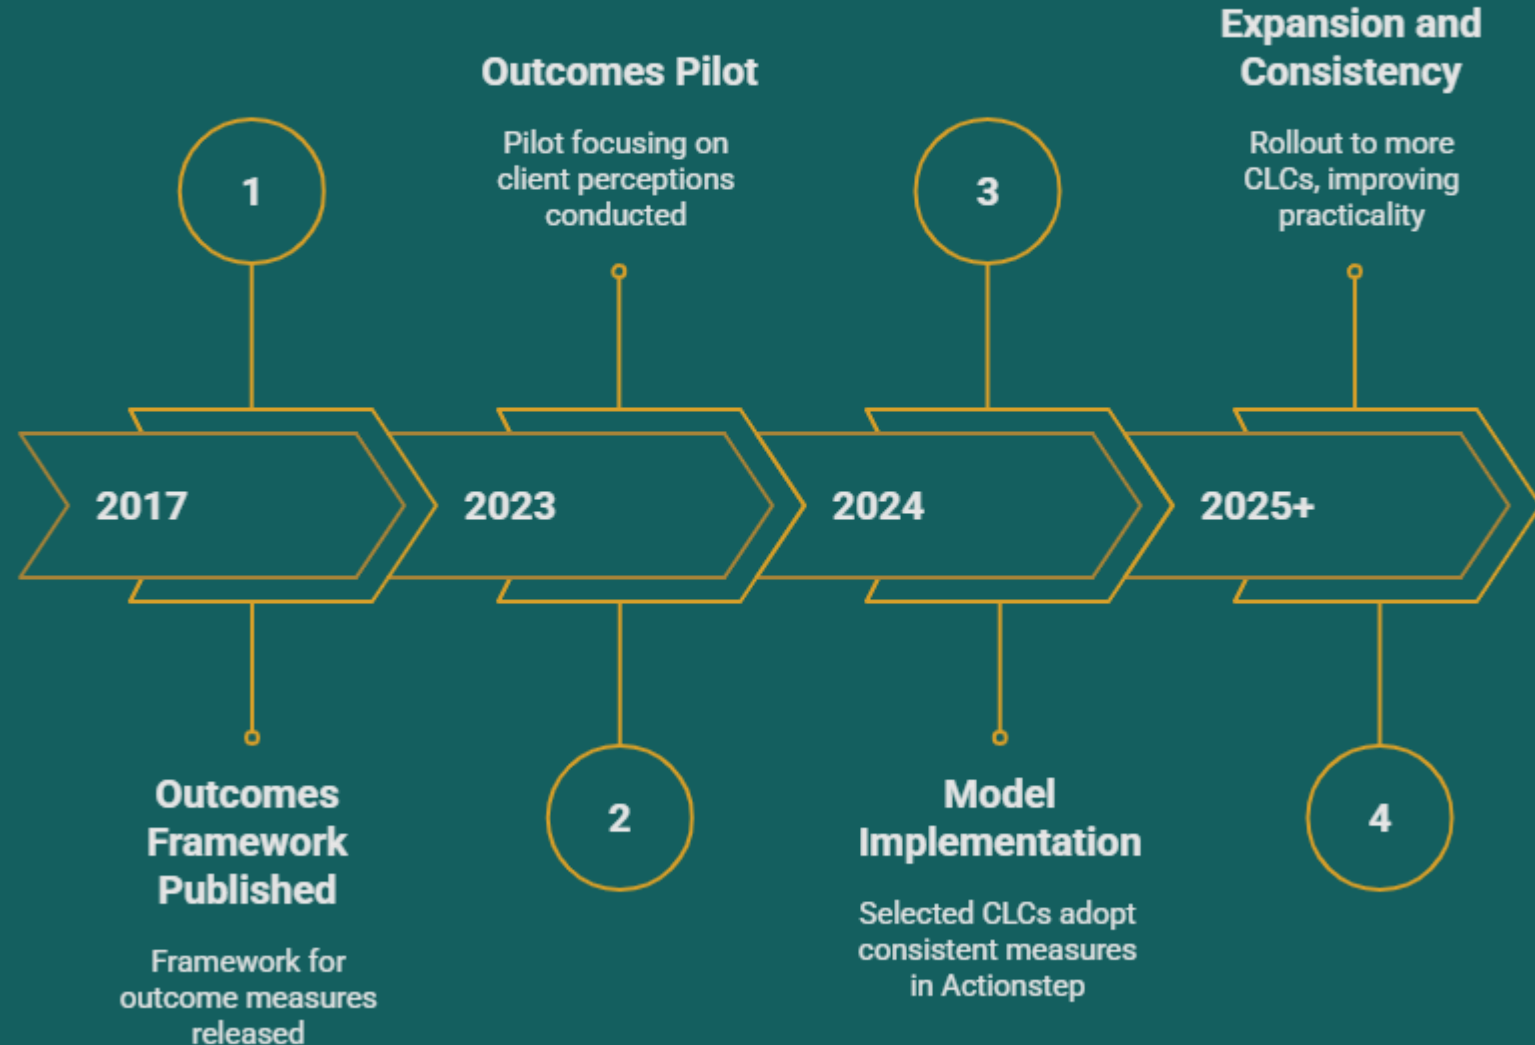 1
2017
Outcomes
Framework
Published
Framework for
outcome measures
released
Outcomes Pilot
Pilot focusing on
client perceptions
conducted
2023
2
3
2024
Model
Implementation
Selected CLCs adopt
consistent measures
in Actionstep
Expansion and
Consistency
Rollout to more
CLCs, improving
practicality
2025+
4